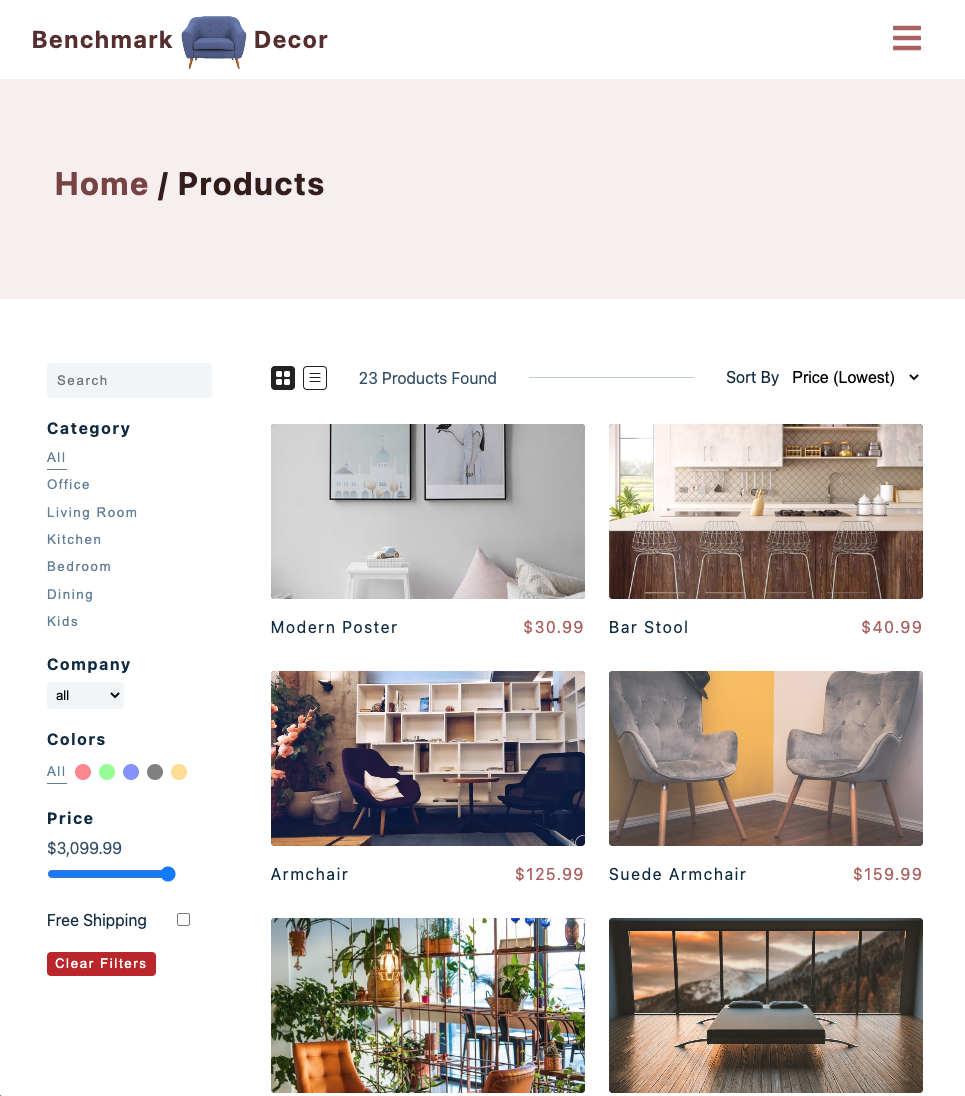 Benchmark Decor
Home / Products
Search
Category
All
Office
Living Room
Kitchen
Bedroom
Dining
Kids
Company
all
Colors
All
Price
$3,099.99
Free Shipping
Clear Filters
23 Products Found
Sort By Price (Lowest)
Modern Poster $30.99
Bar Stool $40.99
Armchair $125.99
Suede Armchair $159.99